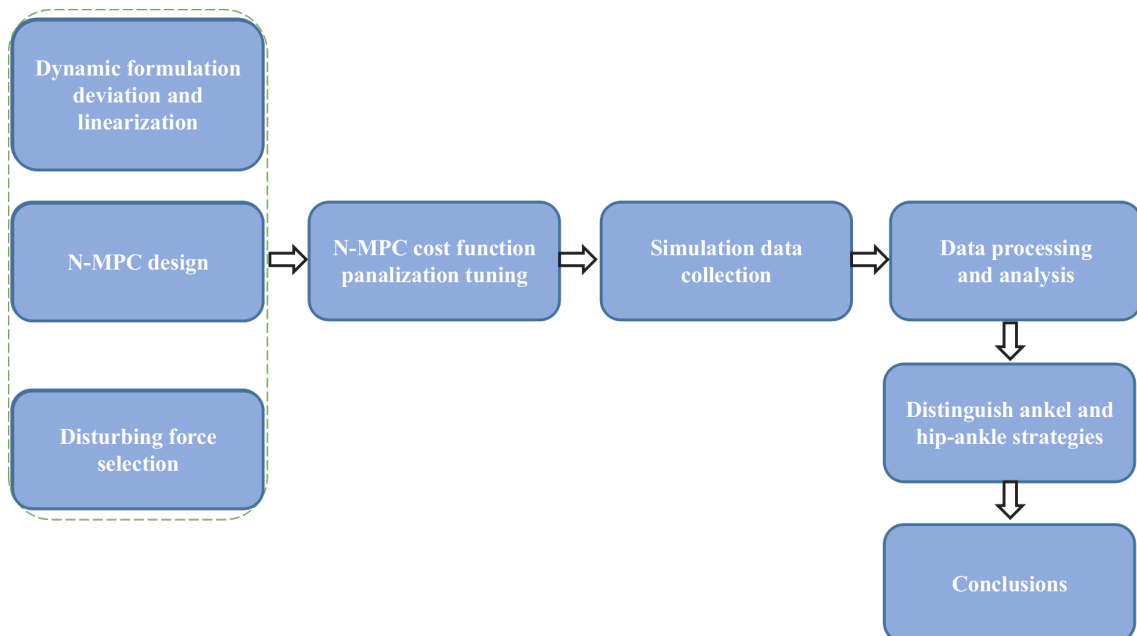 Dynamic formulation
deviation and
linearization
N-MPC design
Disturbing force
selection
N-MPC cost function
panalization tuning
Simulation data
collection
Data processing
and analysis
Distinguish ankel and
hip-ankle strategies
Conclusions